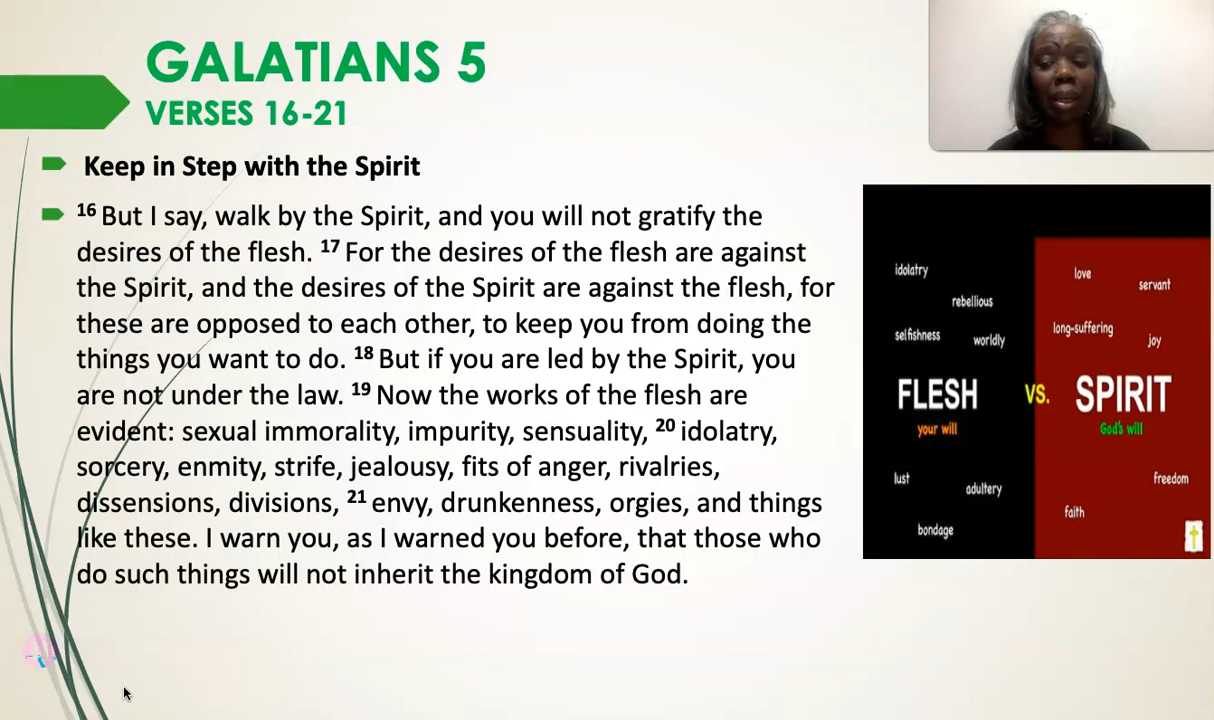 GALATIANS 5
VERSES 16-21
Keep in Step with the Spirit
16 But I say, walk by the Spirit, and you will not gratify the
desires of the flesh. 17 For the desires of the flesh are against
the Spirit, and the desires of the Spirit are against the flesh, for
these are opposed to each other, to keep you from doing the
things you want to do. 18 But if you are led by the Spirit, you
are not under the law. 19 Now the works of the flesh are
evident: sexual immorality, impurity, sensuality, 20 idolatry,
sorcery, enmity, strife, jealousy, fits of anger, rivalries,
dissensions, divisions, 21 envy, drunkenness, orgies, and things
like these. I warn you, as I warned you before, that those who
do such things will not inherit the kingdom of God.
idolatry
rebellious
selfishness
worldly
FLESH
your will
lust
adultery
bondage
VS.
love
servant
long-suffering
joy
SPIRIT
God's will
freedom
faith